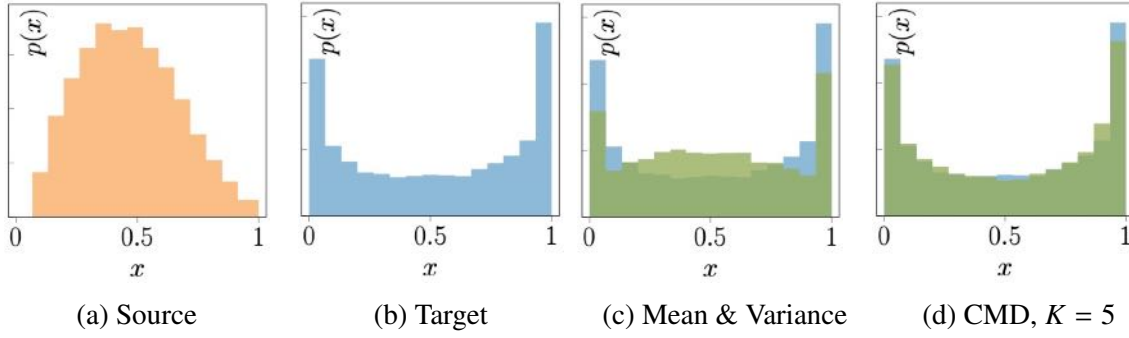 p(x)
0 0.5 1
x
(a) Source
p(x)
0 0.5 1
x
(b) Target
p(x)
0 0.5 1
x
(c) Mean & Variance
p(x)
0 0.5 1
x
(d) CMD, K = 5